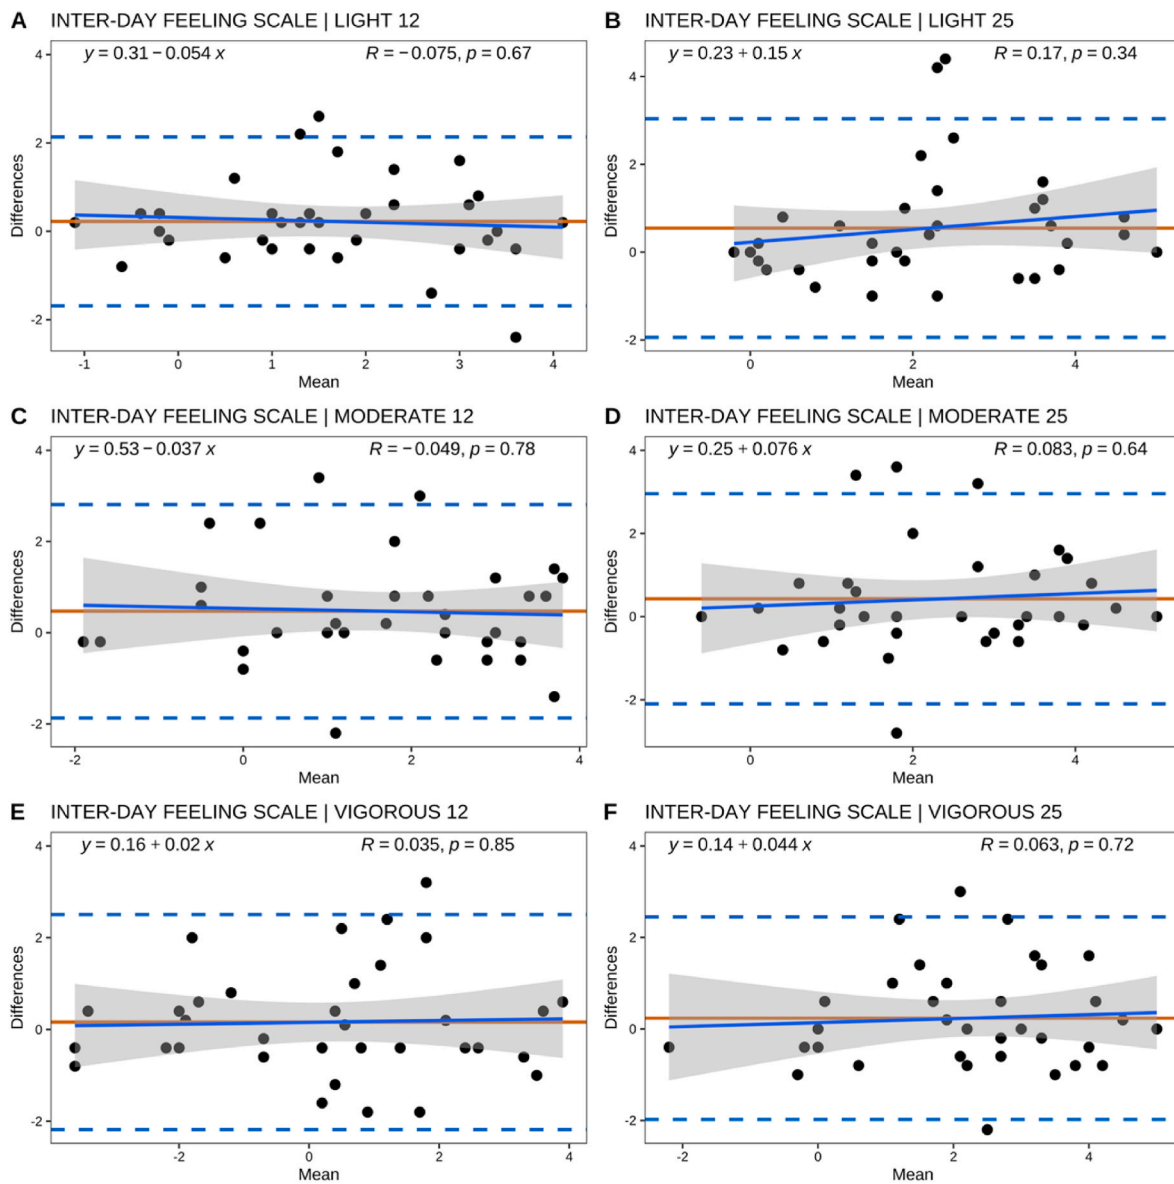 A INTER-DAY FEELING SCALE | LIGHT 12
y = 0.31 − 0.054 x R = −0.075, p = 0.67
4
2
0
-2
Differences
-1 0 1 2 3 4
Mean
B INTER-DAY FEELING SCALE | LIGHT 25
y = 0.23 + 0.15 x R = 0.17, p = 0.34
4
2
0
-2
Differences
0 2 4
Mean
C INTER-DAY FEELING SCALE | MODERATE 12
y = 0.53 − 0.037 x R = −0.049, p = 0.78
4
2
0
-2
Differences
-2 0 2 4
Mean
D INTER-DAY FEELING SCALE | MODERATE 25
y = 0.25 + 0.076 x R = 0.083, p = 0.64
4
2
0
-2
Differences
0 2 4
Mean
E INTER-DAY FEELING SCALE | VIGOROUS 12
y = 0.16 + 0.02 x R = 0.035, p = 0.85
4
2
0
-2
Differences
-2 0 2 4
Mean
F INTER-DAY FEELING SCALE | VIGOROUS 25
y = 0.14 + 0.044 x R = 0.063, p = 0.72
4
2
0
-2
Differences
-2 0 2 4
Mean